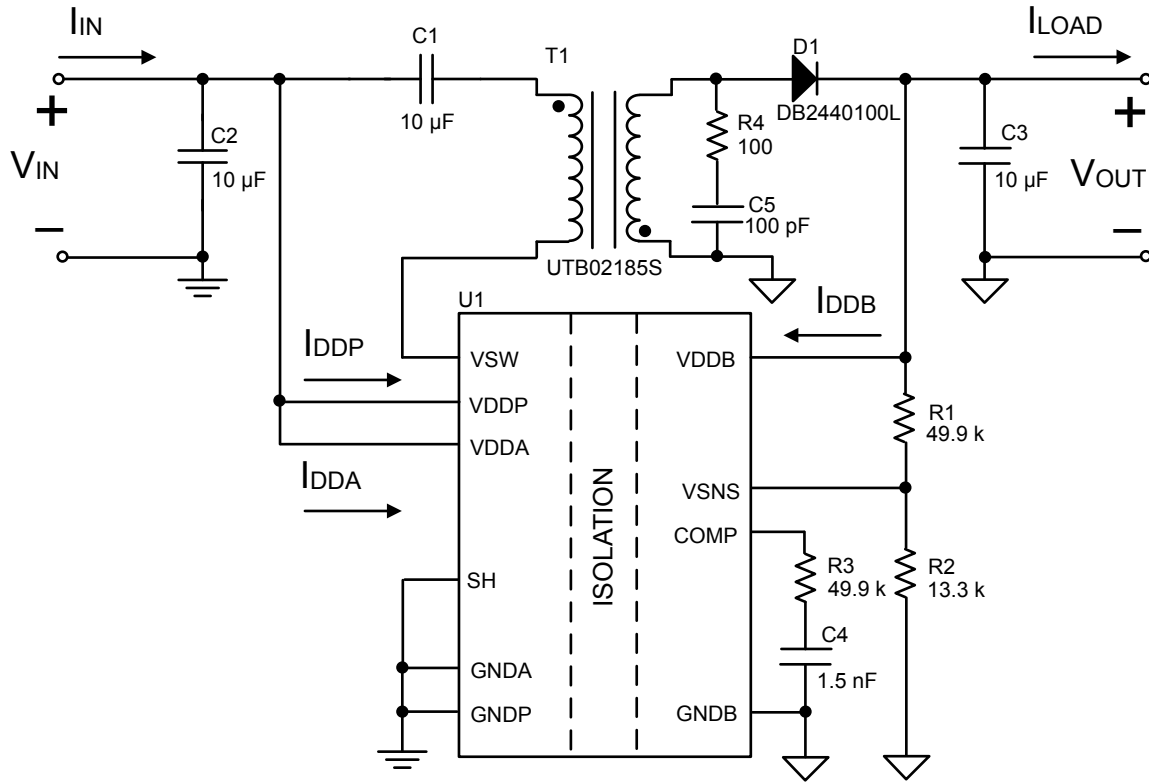 IIN
C1
T1
D1
ILOAD
+
C2
10 µF
10 µF
VIN
−
R4
100
DB2440100L
C5
100 pF
C3
10 µF
+
VOUT
−
UTB02185S
U1
IDDB
IDDP
VSW
VDDB
VDDP
R1
49.9 k
VDDA
IDDA
VSNS
ISOLATION
COMP
R3
49.9 k
R2
13.3 k
SH
C4
1.5 nF
GNDA
GNDP
GNDB